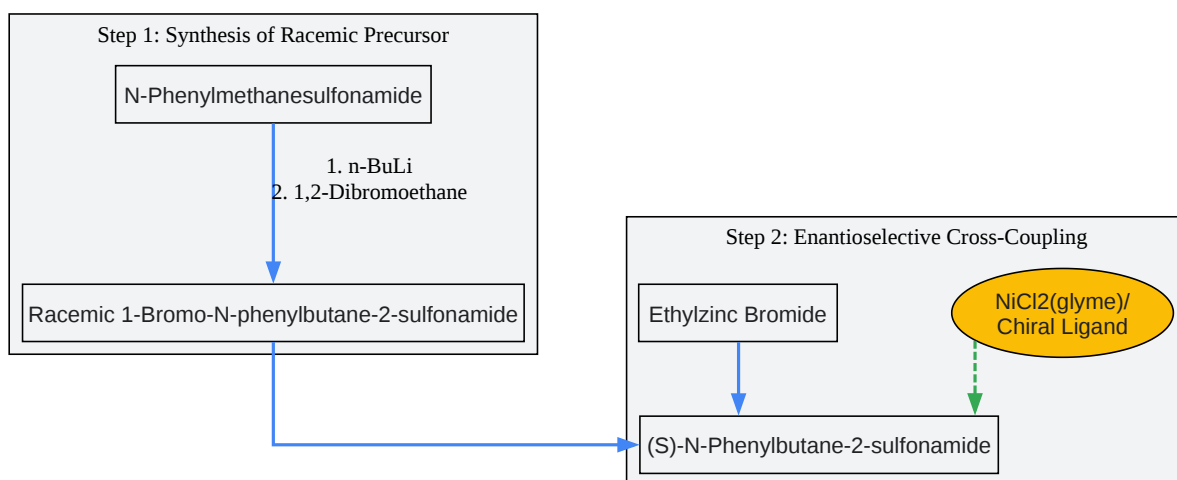 Step 1: Synthesis of Racemic Precursor
N-Phenylmethanesulfonamide
1. n-BuLi
2. 1,2-Dibromoethane
Racemic 1-Bromo-N-phenylbutane-2-sulfonamide
Step 2: Enantioselective Cross-Coupling
Ethylzinc Bromide
NiCl2(glyme)/
Chiral Ligand
(S)-N-Phenylbutane-2-sulfonamide